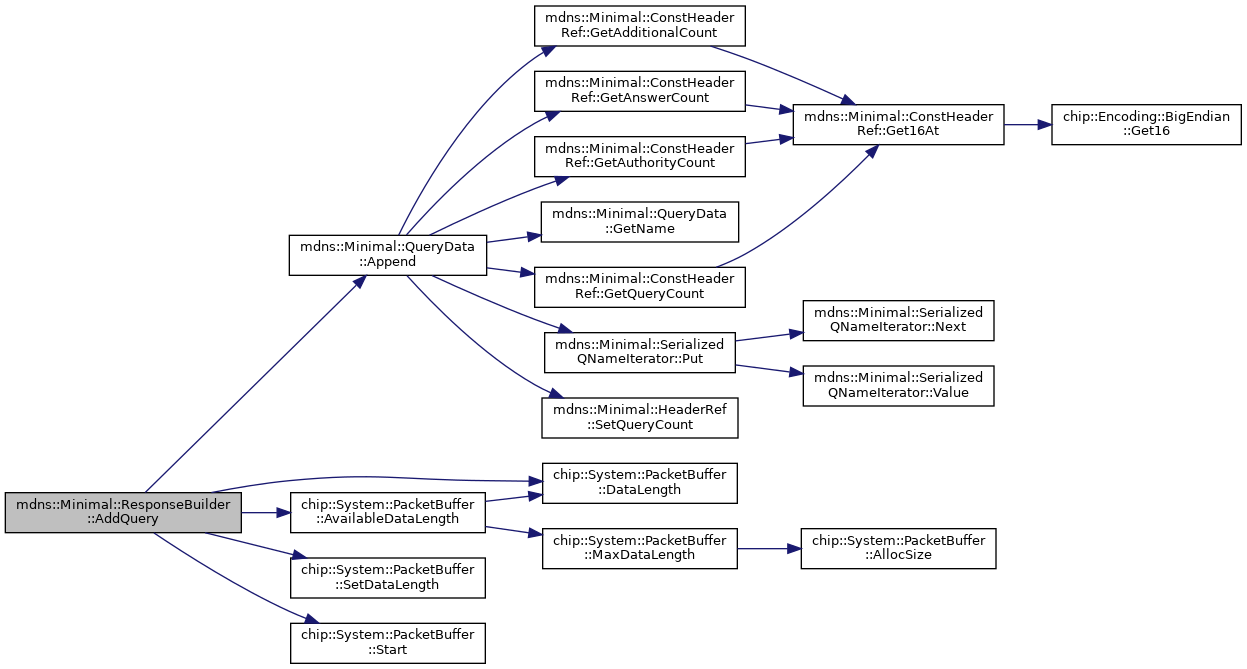 mdns::Minimal::ConstHeader
Ref::GetAdditionalCount
mdns::Minimal::ConstHeader
Ref::GetAnswerCount
mdns::Minimal::ConstHeader
Ref::Get16At
chip::Encoding::BigEndian
::Get16
mdns::Minimal::ConstHeader
Ref::GetAuthorityCount
mdns::Minimal::QueryData
::GetName
mdns::Minimal::QueryData
::Append
mdns::Minimal::ConstHeader
Ref::GetQueryCount
mdns::Minimal::Serialized
QNameIterator::Next
mdns::Minimal::Serialized
QNameIterator::Put
mdns::Minimal::Serialized
QNameIterator::Value
mdns::Minimal::HeaderRef
::SetQueryCount
chip::System::PacketBuffer
::DataLength
mdns::Minimal::ResponseBuilder
::AddQuery
chip::System::PacketBuffer
::AvailableDataLength
chip::System::PacketBuffer
::MaxDataLength
chip::System::PacketBuffer
::AllocSize
chip::System::PacketBuffer
::SetDataLength
chip::System::PacketBuffer
::Start